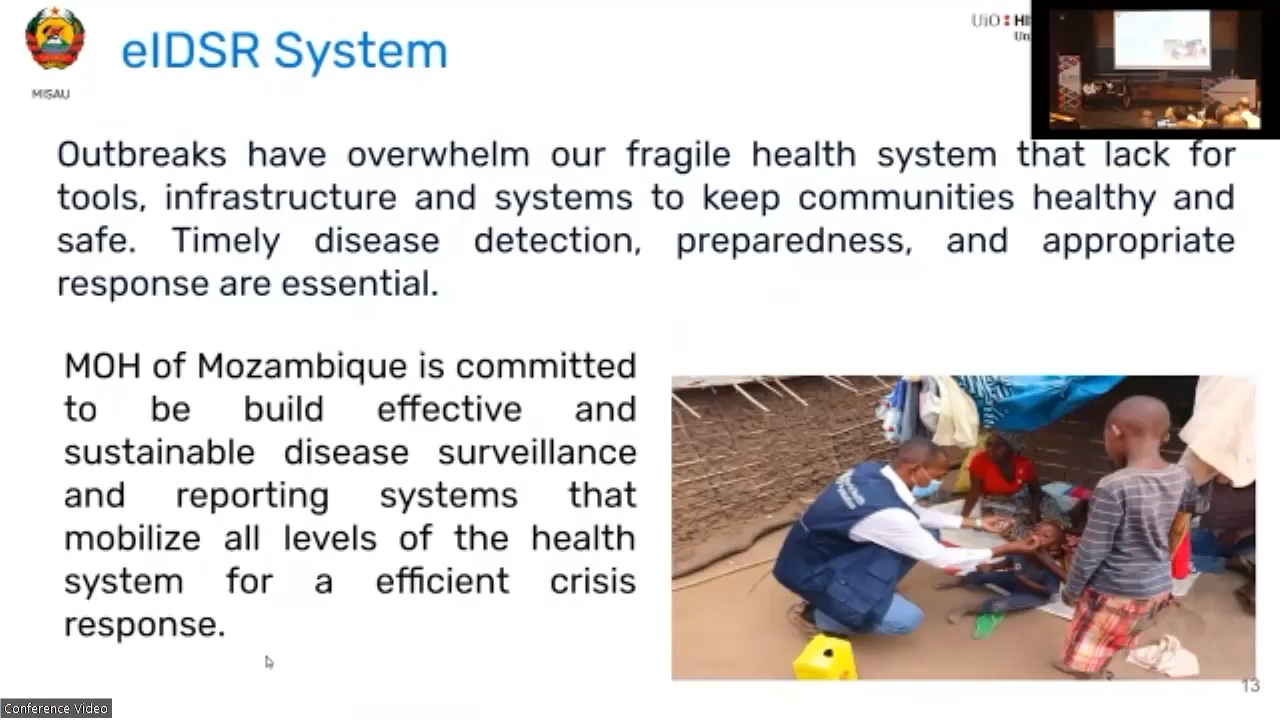 eIDSR System
UiO
MISAU
Outbreaks have overwhelm our fragile health system that lack for
tools, infrastructure and systems to keep communities healthy and
safe. Timely disease detection, preparedness, and appropriate
response are essential.
MOH of Mozambique is committed
to be build effective and
sustainable disease surveillance
and reporting systems that
mobilize all levels of the health
system for a efficient crisis
response.
13
Conference Video